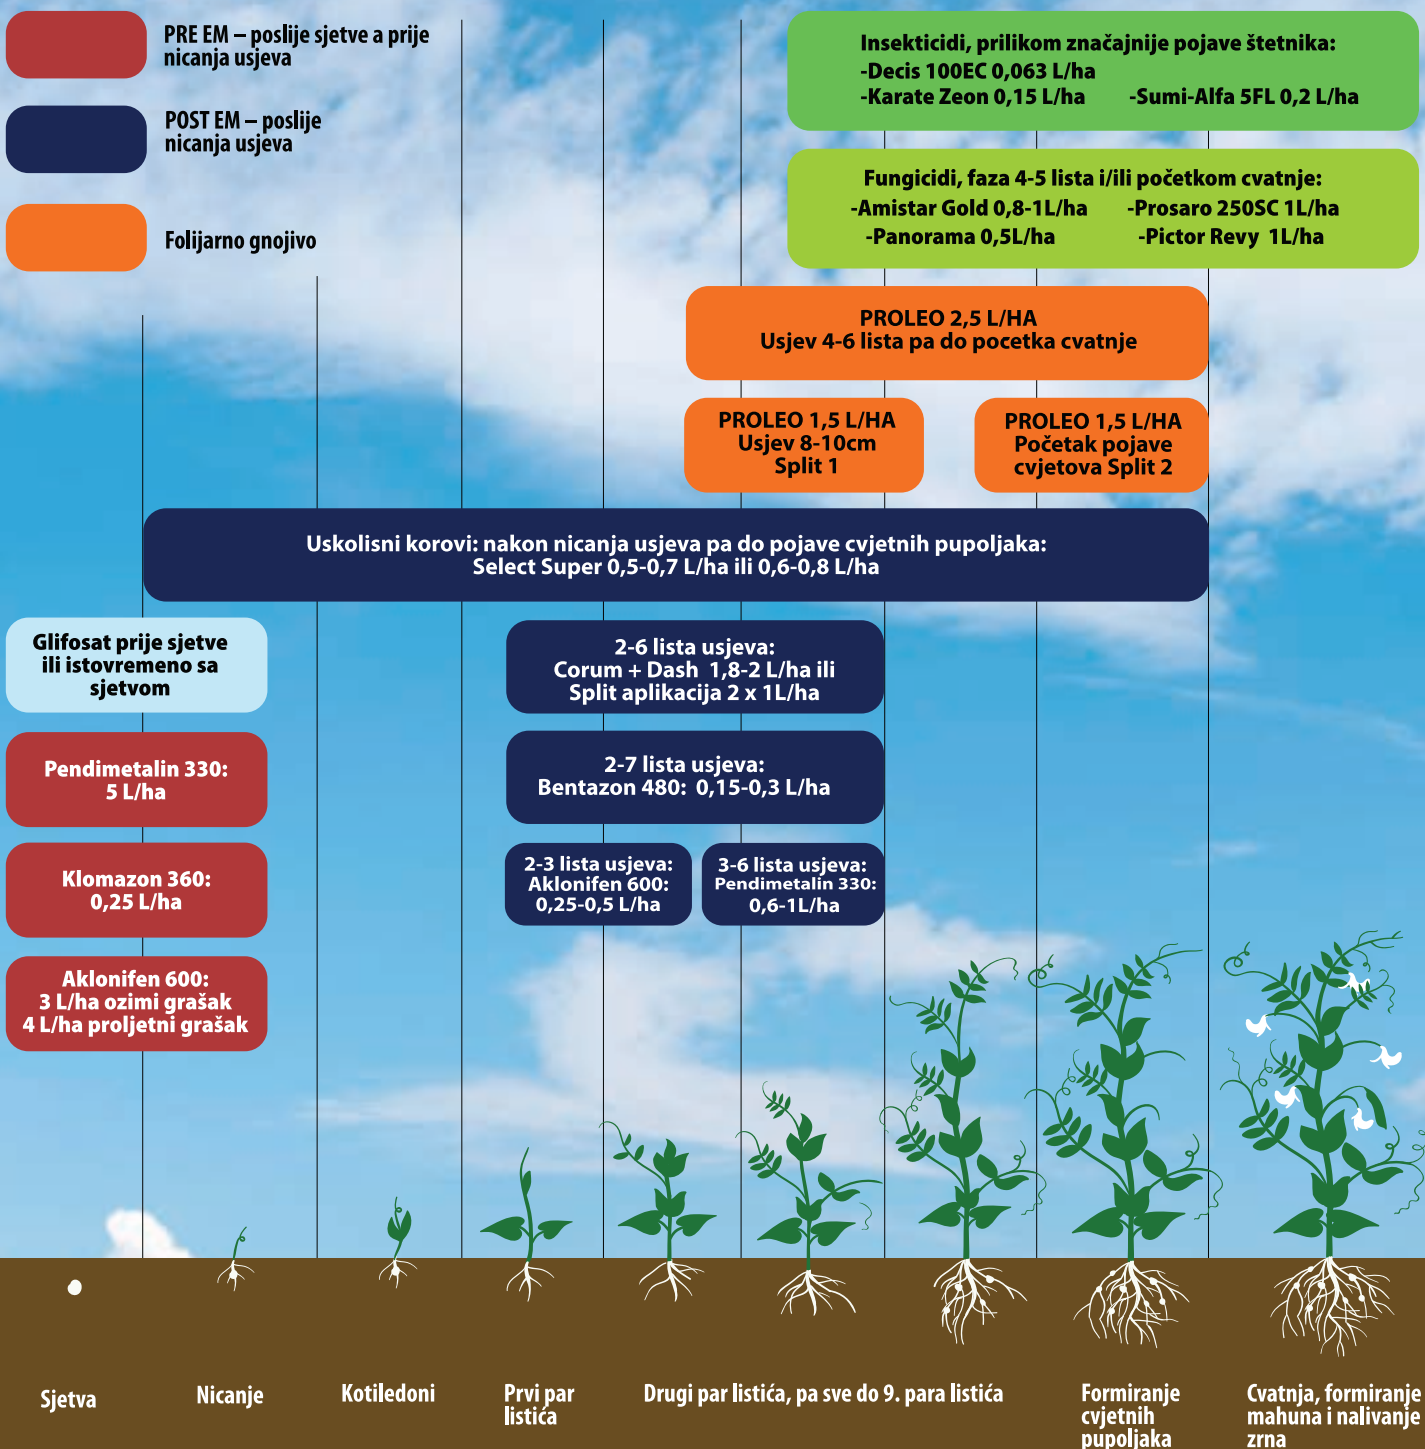 PRE EM – poslije sjetve a prije
nicanja usjeva
POST EM – poslije
nicanja usjeva
Folijarno gnojivo
Insekticidi, prilikom značajnije pojave štetnika:
-Decis 100EC 0,063 L/ha
-Karate Zeon 0,15 L/ha -Sumi-Alfa 5FL 0,2 L/ha
Fungicidi, faza 4-5 lista i/ili početkom cvatnje:
-Amistar Gold 0,8-1L/ha -Prosaro 250SC 1L/ha
-Panorama 0,5L/ha -Pictor Revy 1L/ha
PROLEO 2,5 L/HA
Usjev 4-6 lista pa do pocetka cvatnje
PROLEO 1,5 L/HA
Usjev 8-10cm
Split 1
PROLEO 1,5 L/HA
Početak pojave
cvjetova Split 2
Uskolisni korovi: nakon nicanja usjeva pa do pojave cvjetnih pupoljaka:
Select Super 0,5-0,7 L/ha ili 0,6-0,8 L/ha
Glifosat prije sjetve
ili istovremeno sa
sjetvom
2-6 lista usjeva:
Corum + Dash 1,8-2 L/ha ili
Split aplikacija 2 x 1L/ha
Pendimetalin 330:
5 L/ha
2-7 lista usjeva:
Bentazon 480: 0,15-0,3 L/ha
Klomazon 360:
0,25 L/ha
2-3 lista usjeva:
Aklonifen 600:
0,25-0,5 L/ha
3-6 lista usjeva:
Pendimetalin 330:
0,6-1L/ha
Aklonifen 600:
3 L/ha ozimi grašak
4 L/ha proljetni grašak
Sjetva
Nicanje
Kotiledoni
Prvi par
listića
Drugi par listića, pa sve do 9. para listića
Formiranje
cvjetnih
pupoljaka
Cvatnja, formiranje
mahuna i nalivanje
zrna